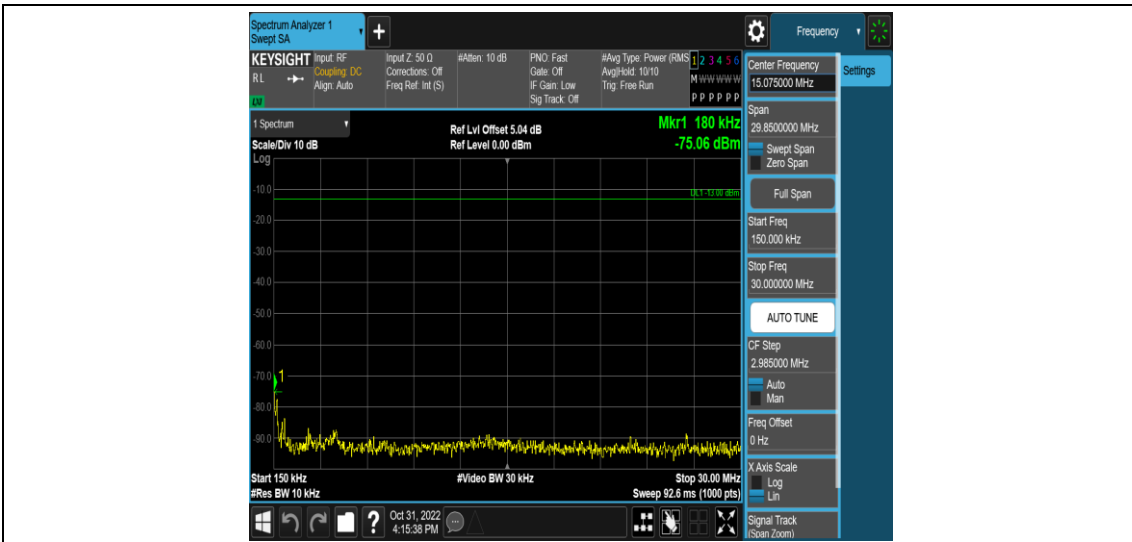 Spectrum Analyzer 1
Swept SA
+
Frequency
KEYSIGHT
RL
LXI
Input: RF
Coupling: DC
Align: Auto
Input Z: 50 Ω
Corrections: Off
Freq Ref: Int (S)
#Atten: 10 dB
PNO: Fast
Gate: Off
IF Gain: Low
Sig Track: Off
#Avg Type: Power (RMS
Avg|Hold: 10/10
Trig: Free Run
1 2 3 4 5 6
M W W W W W
P P P P P P
1 Spectrum
Scale/Div 10 dB
Log
Ref Lvl Offset 5.04 dB
Ref Level 0.00 dBm
Mkr1 180 kHz
-75.06 dBm
DL1 -13.00 dBm
-10.0
-20.0
-30.0
-40.0
-50.0
-60.0
-70.0
1
-80.0
-90.0
Start 150 kHz
#Res BW 10 kHz
#Video BW 30 kHz
Stop 30.00 MHz
Sweep 92.6 ms (1000 pts)
?
Oct 31, 2022
4:15:38 PM
Center Frequency
15.075000 MHz
Settings
Span
29.8500000 MHz
Swept Span
Zero Span
Full Span
Start Freq
150.000 kHz
Stop Freq
30.000000 MHz
AUTO TUNE
CF Step
2.985000 MHz
Auto
Man
Freq Offset
0 Hz
X Axis Scale
Log
Lin
Signal Track
(Span Zoom)